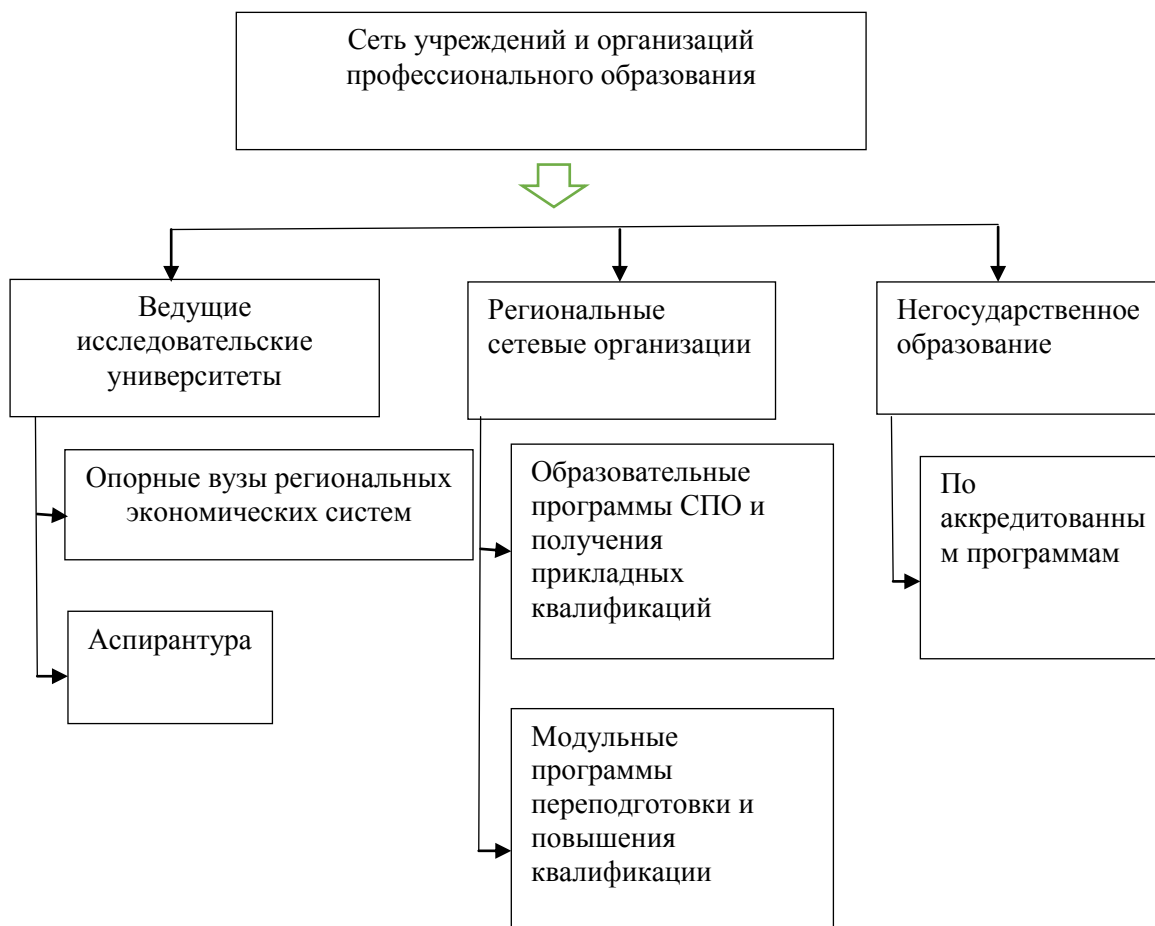 Сеть учреждений и организаций
профессионального образования
Ведущие
исследовательские
университеты
Региональные
сетевые организации
Негосударственное
образование
Опорные вузы региональных
экономических систем
Образовательные
программы СПО и
получения
прикладных
квалификаций
По
аккредитованны
м программам
Аспирантура
Модульные
программы
переподготовки и
повышения
квалификации